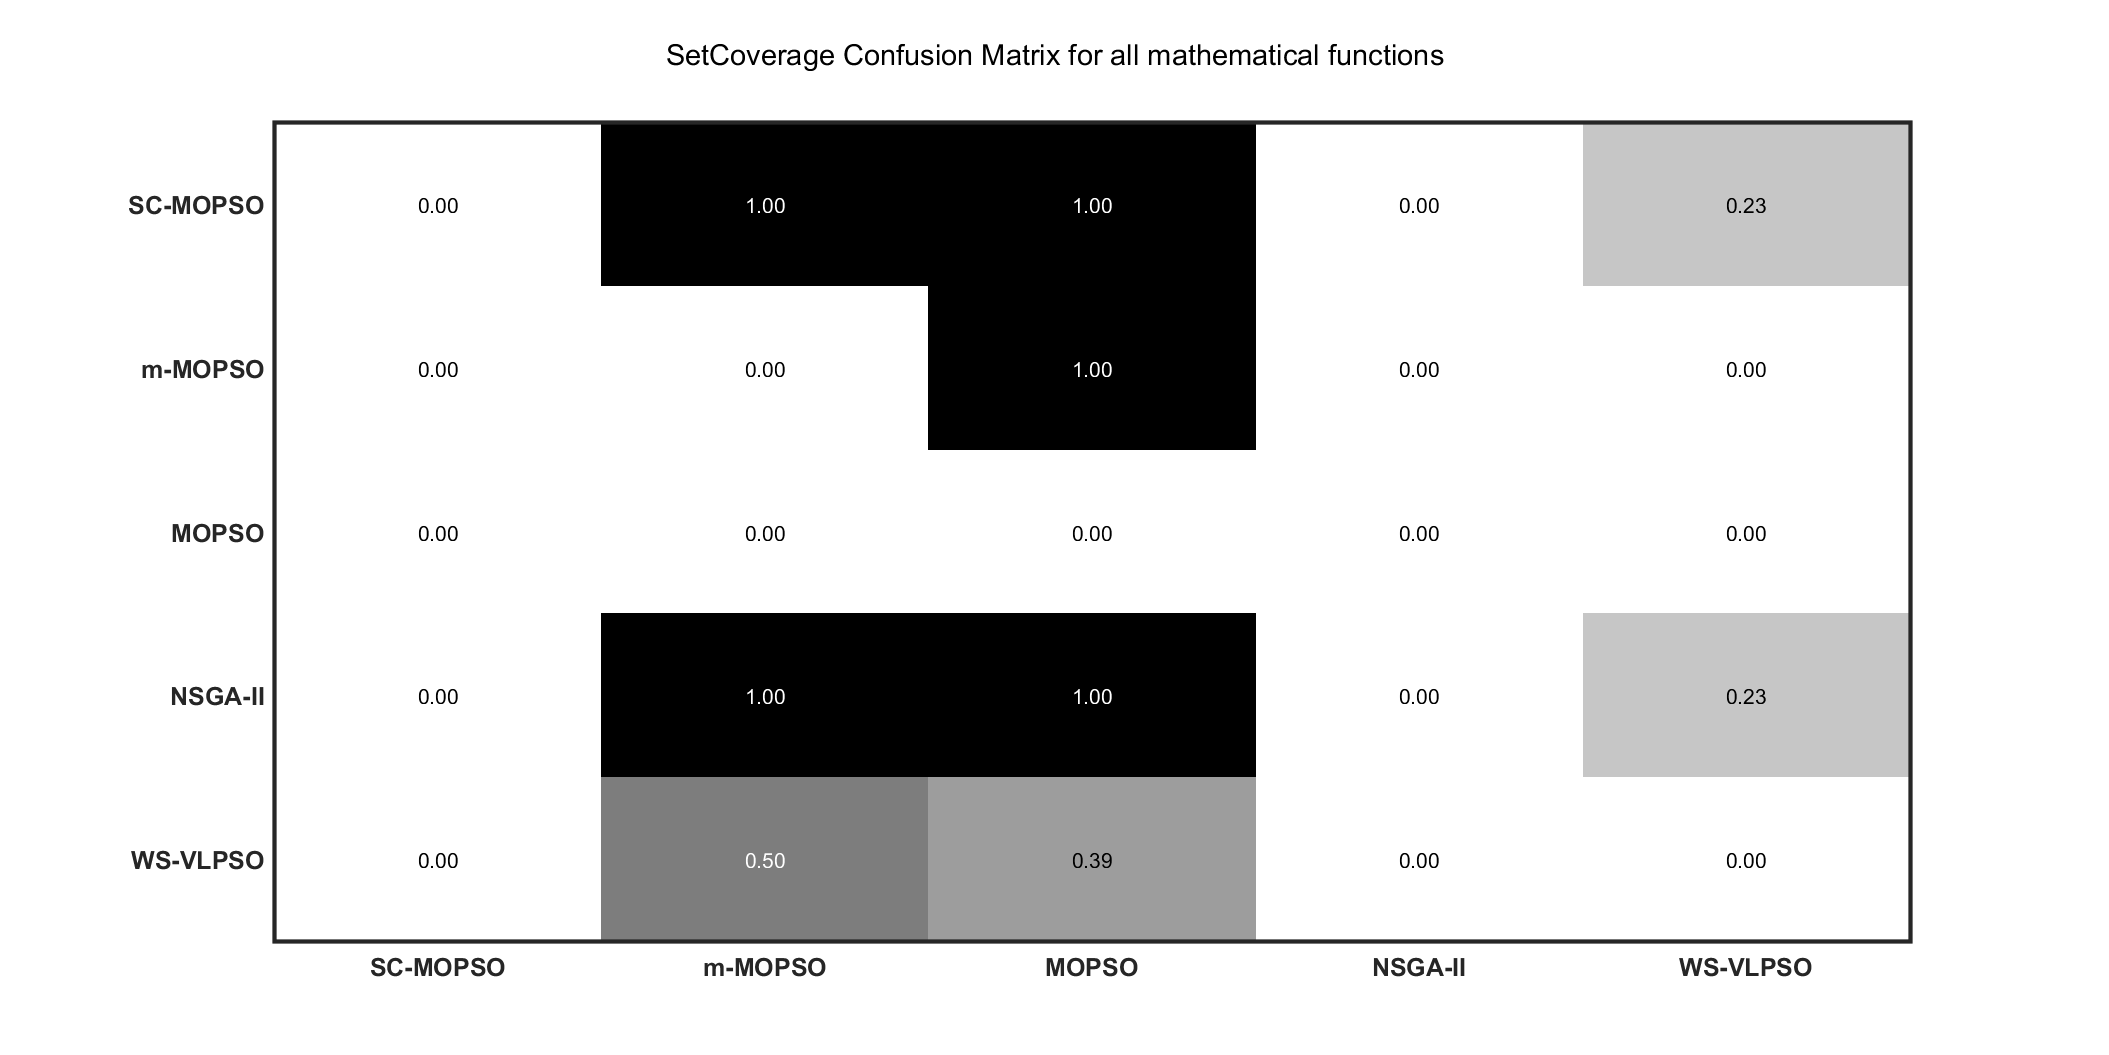 SetCoverage Confusion Matrix for all mathematical functions
SC-MOPSO 0.00 1.00 1.00 0.00 0.23
m-MOPSO 0.00 0.00 1.00 0.00 0.00
MOPSO 0.00 0.00 0.00 0.00 0.00
NSGA-II 0.00 1.00 1.00 0.00 0.23
WS-VLPSO 0.00 0.50 0.39 0.00 0.00
SC-MOPSO m-MOPSO MOPSO NSGA-II WS-VLPSO